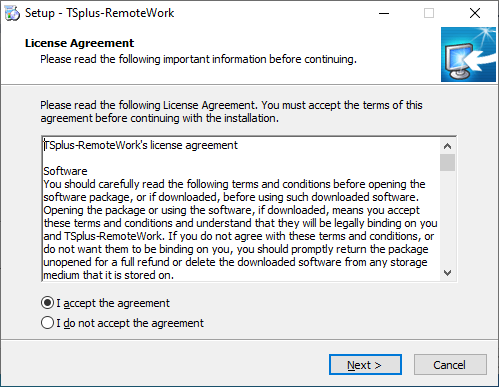 Setup - TSplus-RemoteWork
License Agreement
Please read the following important information before continuing.
Please read the following License Agreement. You must accept the terms of this
agreement before continuing with the installation.
TSplus-RemoteWork's license agreement
Software
You should carefully read the following terms and conditions before opening the
software package, or if downloaded, before using such downloaded software.
Opening the package or using the software, if downloaded, means you accept
these terms and conditions and understand that they will be legally binding on you
and TSplus-RemoteWork. If you do not agree with these terms and conditions, or
do not want them to be binding on you, you should promptly return the package
unopened for a full refund or delete the downloaded software from any storage
medium that it is stored on.
I accept the agreement
I do not accept the agreement
Next >
Cancel